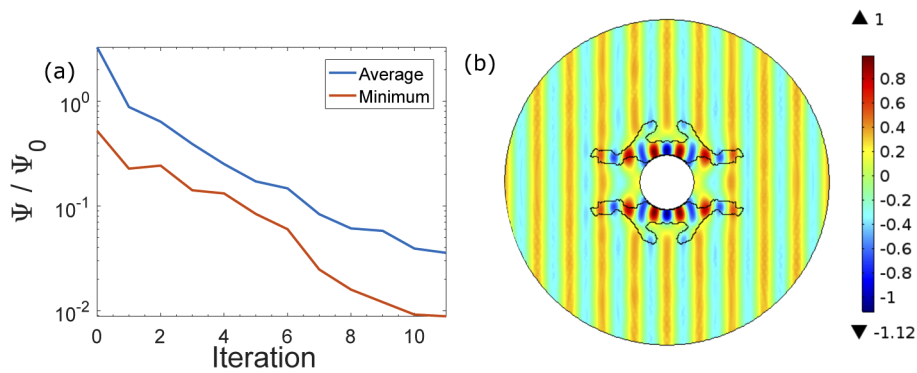 (a)
Average
Minimum
10^0
10^-1
10^-2
Ψ / Ψ_0
0 2 4 6 8 10
Iteration
(b)
▲ 1
0.8
0.6
0.4
0.2
0
-0.2
-0.4
-0.6
-0.8
-1
▼ -1.12